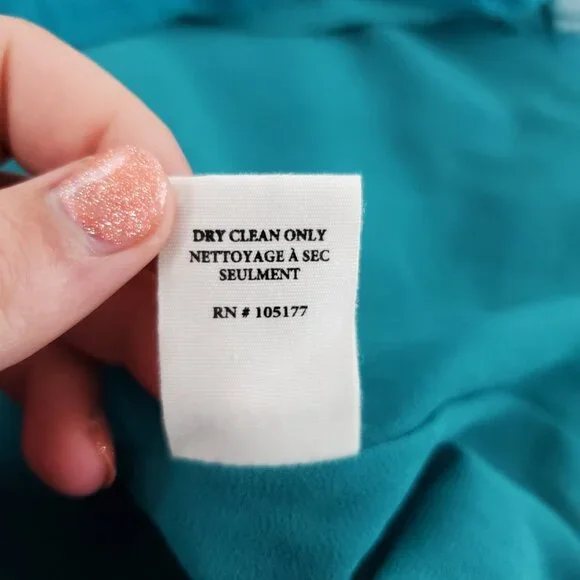 DRY CLEAN ONLY
NETTOYAGE À SEC
SEULMENT
RN # 105177